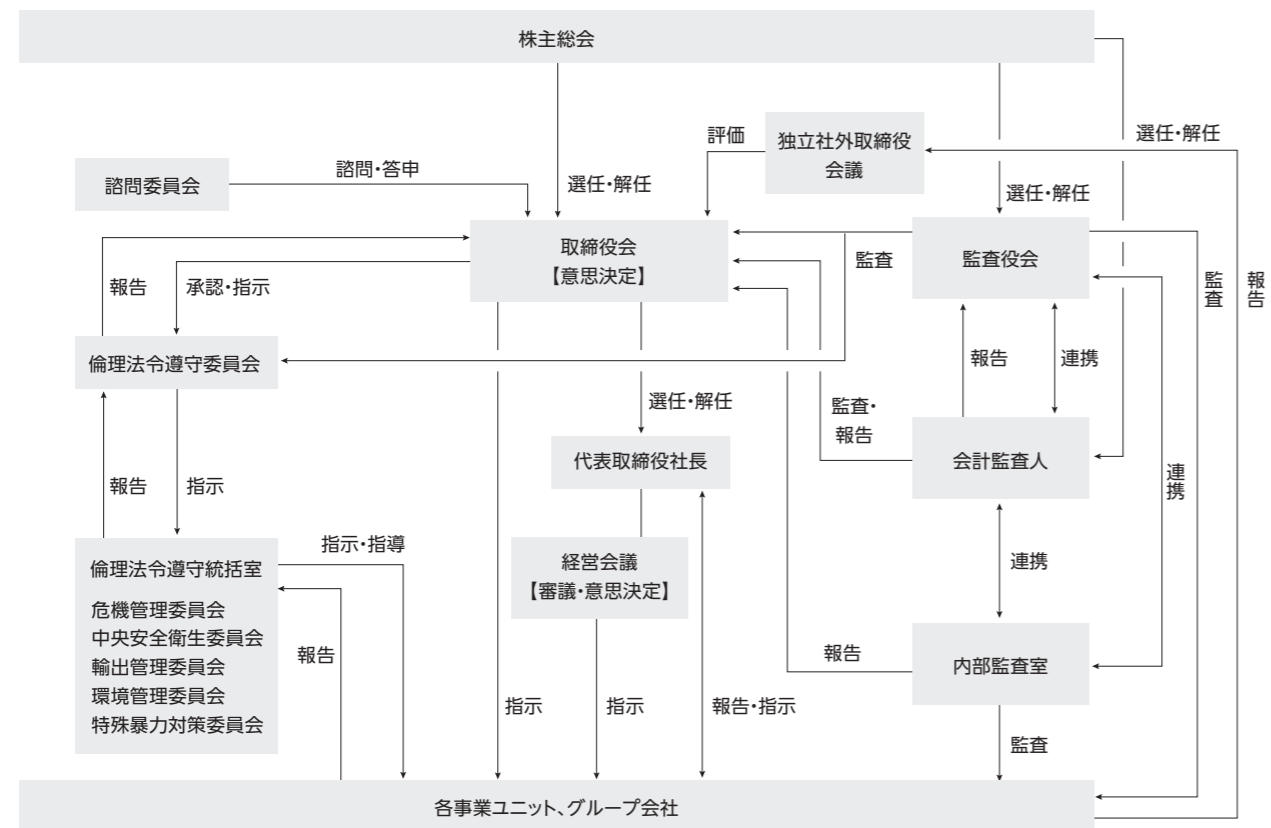 株主総会
評価
独立社外取締役
会議
選任・解任
諮問委員会
諮問・答申
選任・解任
選任・解任
取締役会
【意思決定】
監査
監査役会
報告
承認・指示
監査
報告
倫理法令遵守委員会
報告
連携
選任・解任
監査・
報告
代表取締役社長
会計監査人
連携
報告
指示
倫理法令遵守統括室
危機管理委員会
中央安全衛生委員会
輸出管理委員会
環境管理委員会
特殊暴力対策委員会
指示・指導
報告
経営会議
【審議・意思決定】
連携
報告
内部監査室
指示
指示
報告・指示
監査
各事業ユニット、グループ会社